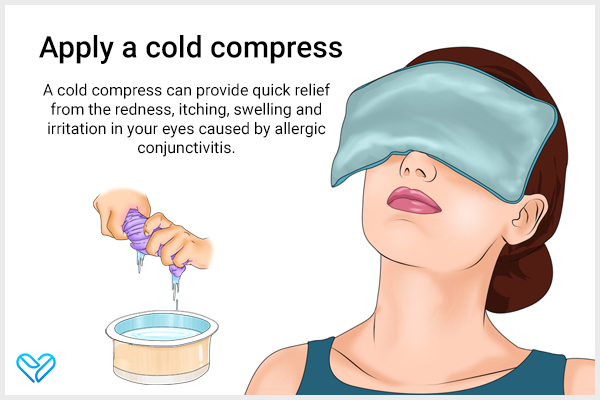 Apply a cold compress
A cold compress can provide quick relief
from the redness, itching, swelling and
irritation in your eyes caused by allergic
conjunctivitis.